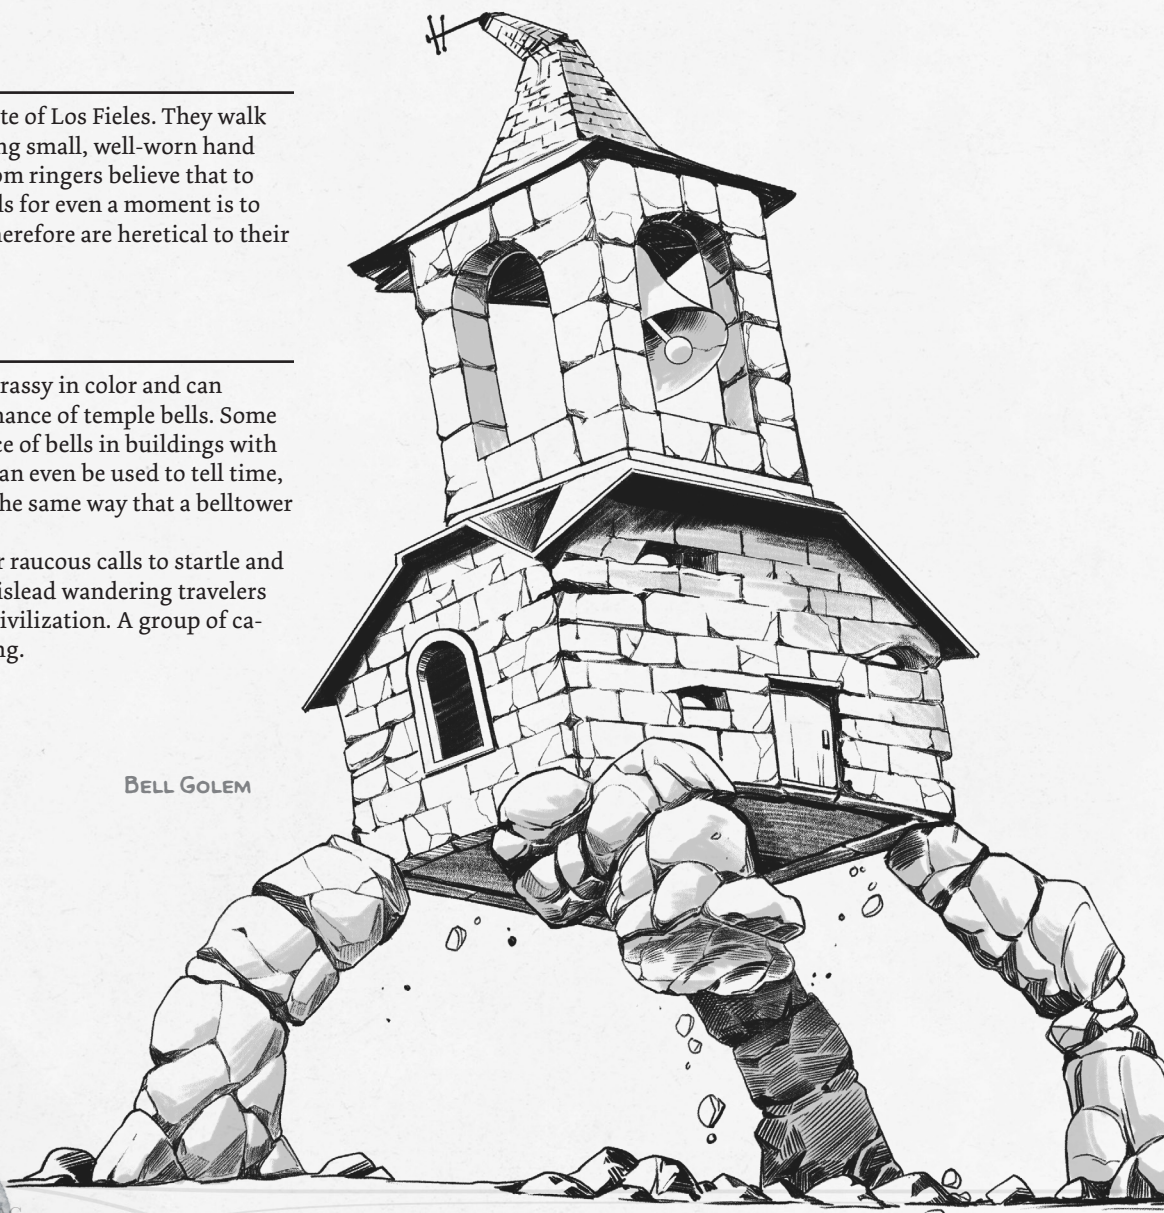 te of Los Fieles. They walk
ng small, well-worn hand
om ringers believe that to
ls for even a moment is to
herefore are heretical to their
rassy in color and can
nance of temple bells. Some
ce of bells in buildings with
an even be used to tell time,
he same way that a belltower
r raucous calls to startle and
islead wandering travelers
ivilization. A group of ca-
ng.
Bell Golem